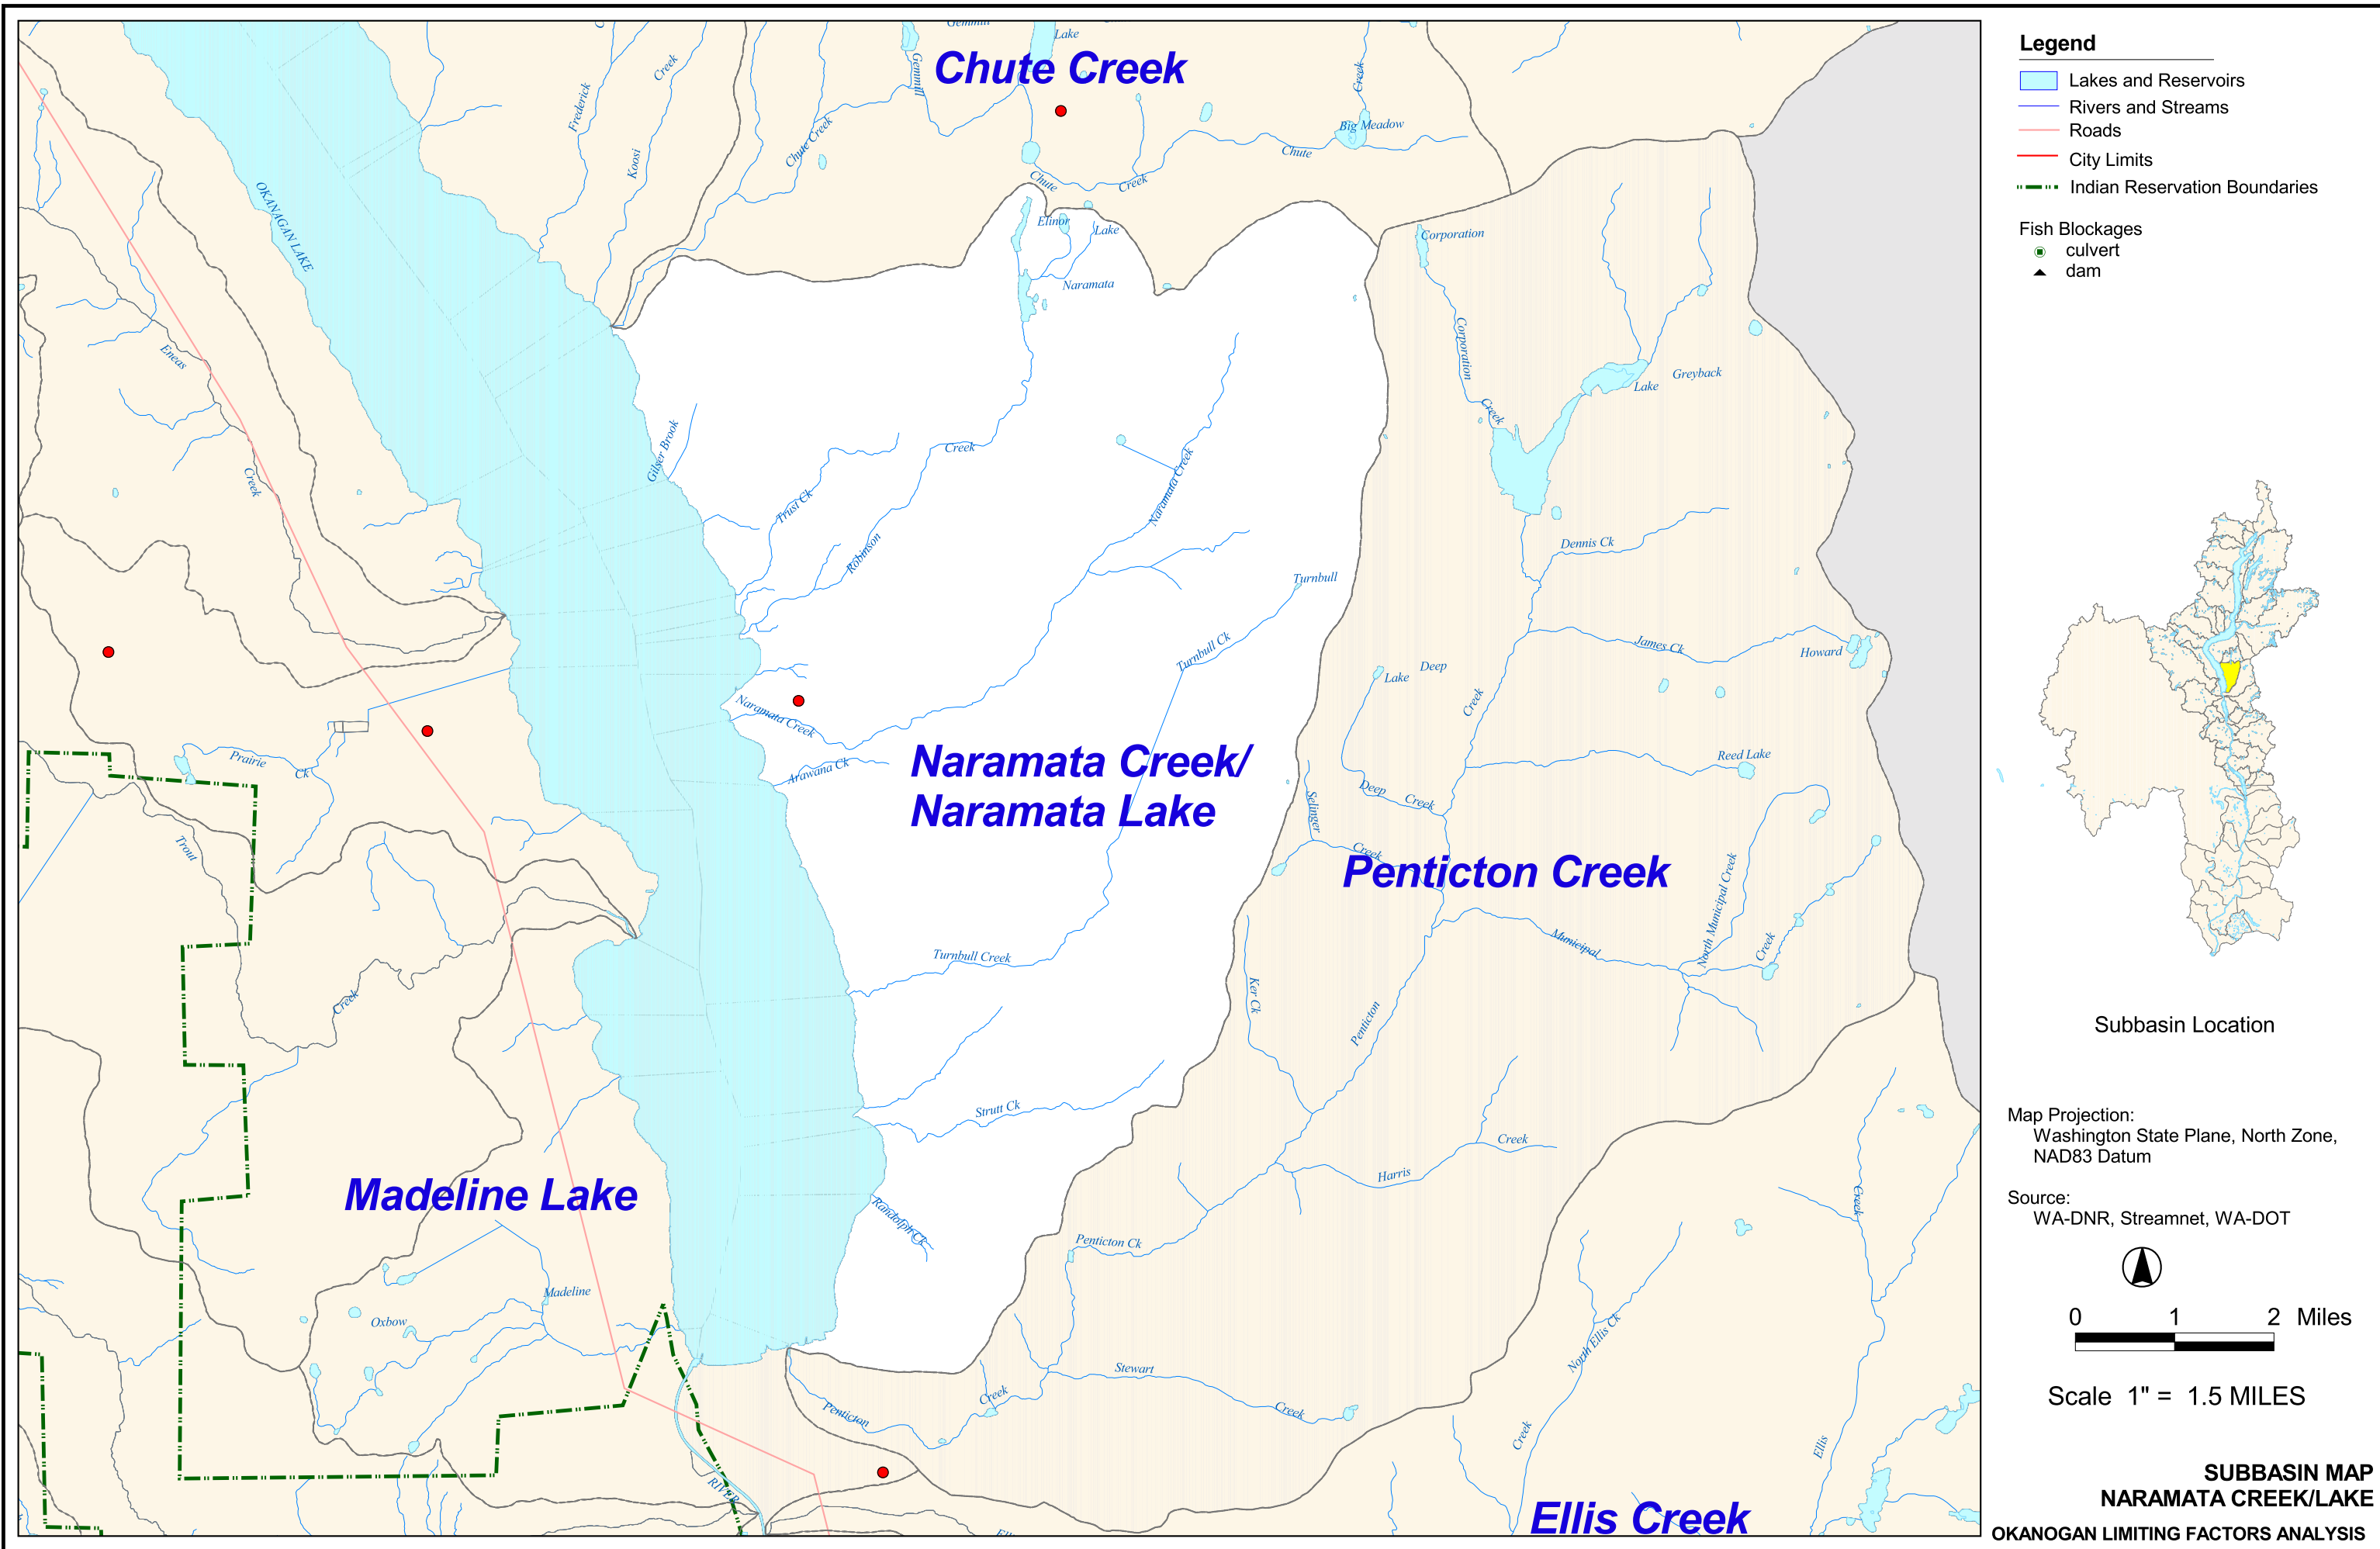 Gemmill
Lake
Chute Creek
Frederick
Creek
Koosi
Gemmill
Chute Creek
Creek
Big Meadow
Chute
Chute
Creek
OKANAGAN LAKE
Elinor
Lake
Naramata
Corporation
Corporation
Creek
Lake
Greyback
Eneas
Creek
Gilser Brook
Trust Ck
Creek
Robinson
Naramata Creek
Dennis Ck
Turnbull
Turnbull Ck
James Ck
Howard
Lake
Deep
Creek
Naramata Creek
Arawana Ck
Naramata Creek/
Naramata Lake
Reed Lake
Prairie
Ck
Trout
Creek
Deep
Creek
Selinger
Creek
Penticton Creek
North Municipal Creek
Municipal
Creek
Turnbull Creek
Ker Ck
Penticton
Strutt Ck
Creek
Harris
Madeline Lake
Randolph Ck
Penticton Ck
Creek
Madeline
Oxbow
North Ellis Ck
Stewart
Creek
Creek
Penticton
Creek
Ellis
RIVER
Ellis Creek
Legend
Lakes and Reservoirs
Rivers and Streams
Roads
City Limits
Indian Reservation Boundaries
Fish Blockages
culvert
dam
Subbasin Location
Map Projection:
Washington State Plane, North Zone,
NAD83 Datum
Source:
WA-DNR, Streamnet, WA-DOT
0 1 2 Miles
Scale 1" = 1.5 MILES
SUBBASIN MAP
NARAMATA CREEK/LAKE
OKANOGAN LIMITING FACTORS ANALYSIS